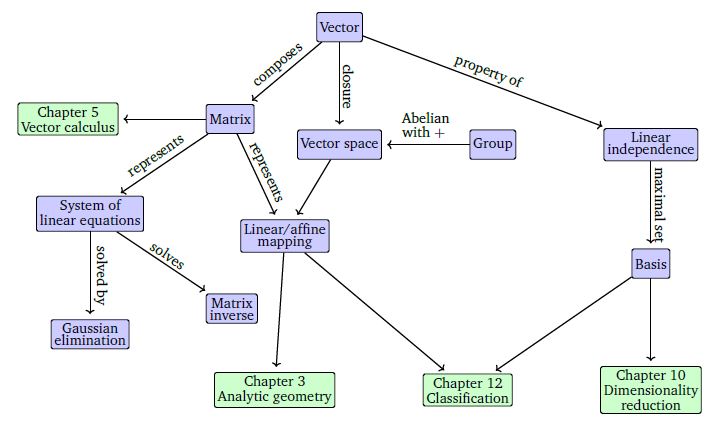 Vector
composes
closure
property of
Chapter 5
Vector calculus
Matrix
Abelian
with +
Vector space
Group
Linear
independence
represents
represents
maximal set
System of
linear equations
Linear/affine
mapping
solved by
solves
Basis
Matrix
inverse
Gaussian
elimination
Chapter 3
Analytic geometry
Chapter 12
Classification
Chapter 10
Dimensionality
reduction